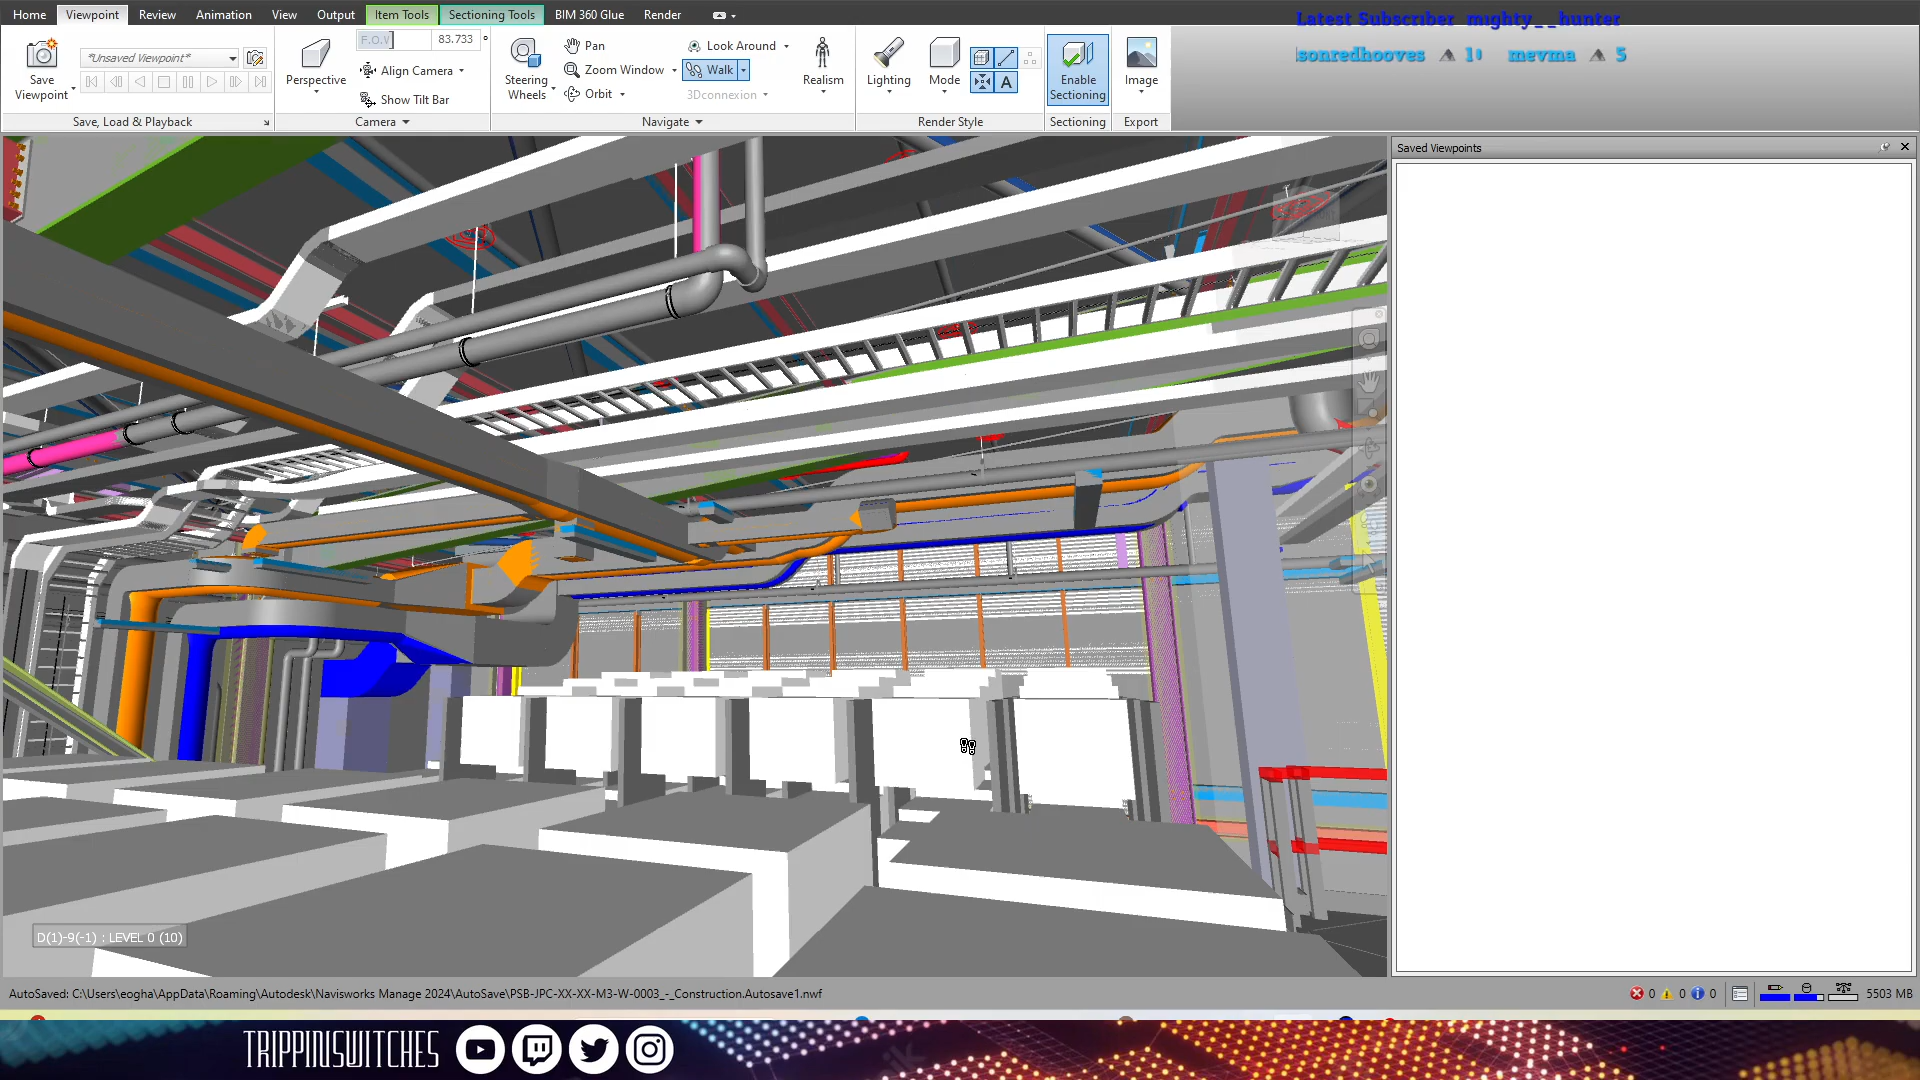 Home Viewpoint Review Animation View Output Item Tools Sectioning Tools BIM 360 Glue Render
Latest Subscriber mighty__hunter
sonredhooves 10 mevma 5
Save Viewpoint
*Unsaved Viewpoint*
Save, Load & Playback
Perspective
F.O.V 83.733 °
Align Camera
Show Tilt Bar
Camera
Steering Wheels
Pan
Zoom Window
Orbit
Look Around
Walk
3Dconnexion
Realism
Navigate
Lighting
Mode
A
Render Style
Enable Sectioning
Sectioning
Image
Export
Saved Viewpoints
D(1)-9(-1) : LEVEL 0 (10)
AutoSaved: C:\Users\eogha\AppData\Roaming\Autodesk\Navisworks Manage 2024\AutoSave\PSB-JPC-XX-XX-M3-W-0003_-_Construction.Autosave1.nwf
0 0 0 5503 MB
TRIPPINSWITCHES